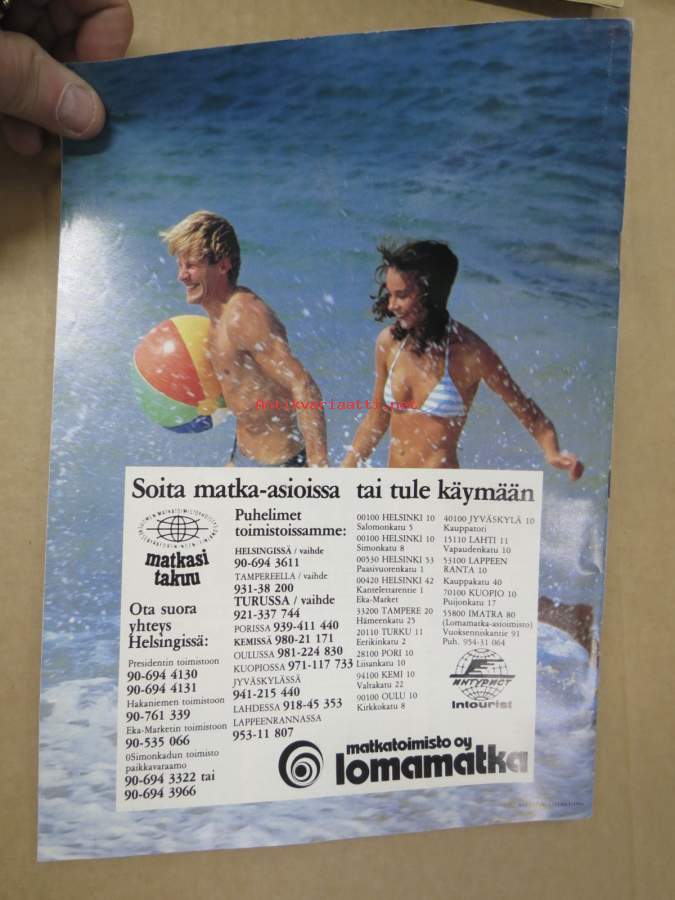 Antikvariaatti.net
Soita matka-asioissa tai tule käymään
matkasi
takuu
Ota suora
yhteys
Helsingissä:
Presidentin toimistoon
90-694 4130
90-694 4131
Hakaniemen toimistoon
90-761 339
Eka-Marketin toimistoon
90-535 066
Simonkadun toimisto
paikkavaraamo
90-694 3322 tai
90-694 3966
Puhelimet
toimistoissamme:
HELSINGISSÄ / vaihde
90-694 3611
TAMPEREELLA / vaihde
931-38 200
TURUSSA / vaihde
921-337 744
PORISSA 939-411 440
KEMISSÄ 980-21 171
OULUSSA 981-224 830
KUOPIOSSA 971-117 733
JYVÄSKYLÄSSÄ
941-215 440
LAHDESSA 918-45 353
LAPPEENRANNASSA
953-11 807
00100 HELSINKI 10
Salomonkatu 5
00100 HELSINKI 10
Simonkatu 8
00530 HELSINKI 53
Paasivuorenkatu 1
00420 HELSINKI 42
Kantelettarentie 1
Eka-Market
33200 TAMPERE 20
Hämeenkatu 25
20110 TURKU 11
Eerikinkatu 2
28100 PORI 10
Liisankatu 10
94100 KEMI 10
Valtakatu 22
90100 OULU 10
Kirkkokatu 8
40100 JYVÄSKYLÄ 10
Kauppatori
15110 LAHTI 11
Vapaudenkatu 10
53100 LAPPEEN
RANTA 10
Kauppakatu 40
70100 KUOPIO 10
Puijonkatu 17
55800 IMATRA 80
(Lomamatka-asioimisto)
Vuoksennískantie 91
Puh. 954-31 064
ИНТУРИСТ
Intourist
matkatoimisto oy
lomamatka